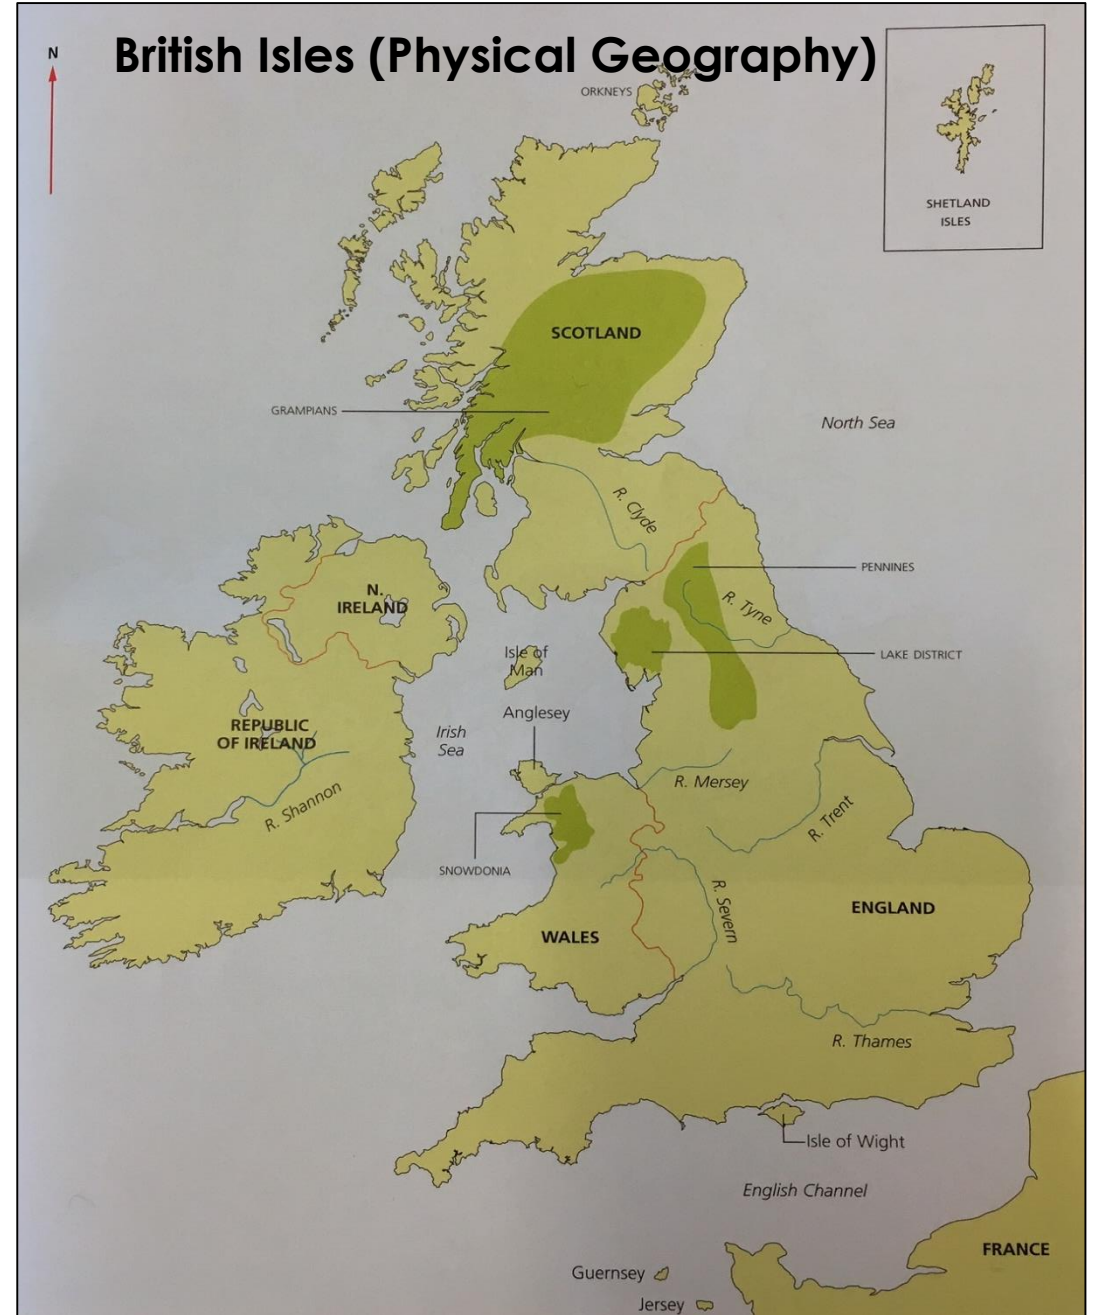 British Isles (Physical Geography)
N
ORKNEYS
SHETLAND
ISLES
SCOTLAND
GRAMPIANS
North Sea
R. Clyde
PENNINES
N.
IRELAND
R. Tyne
LAKE DISTRICT
Isle of
Man
Anglesey
REPUBLIC
OF IRELAND
Irish
Sea
R. Mersey
R. Shannon
R. Trent
SNOWDONIA
R. Severn
ENGLAND
WALES
R. Thames
Isle of Wight
English Channel
FRANCE
Guernsey
Jersey